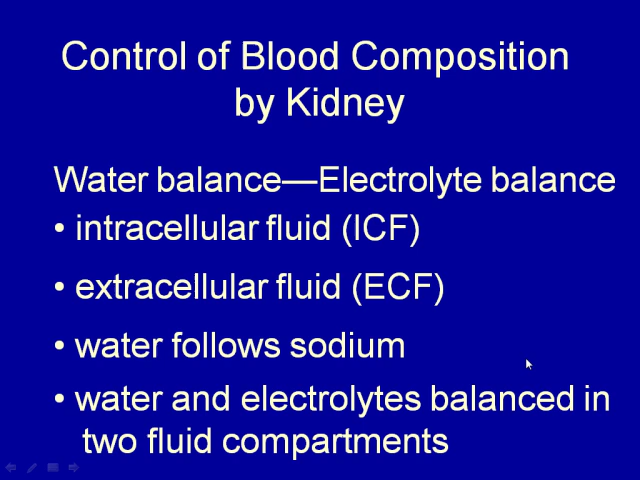 Control of Blood Composition
by Kidney
Water balance—Electrolyte balance
• intracellular fluid (ICF)
• extracellular fluid (ECF)
• water follows sodium
• water and electrolytes balanced in
two fluid compartments